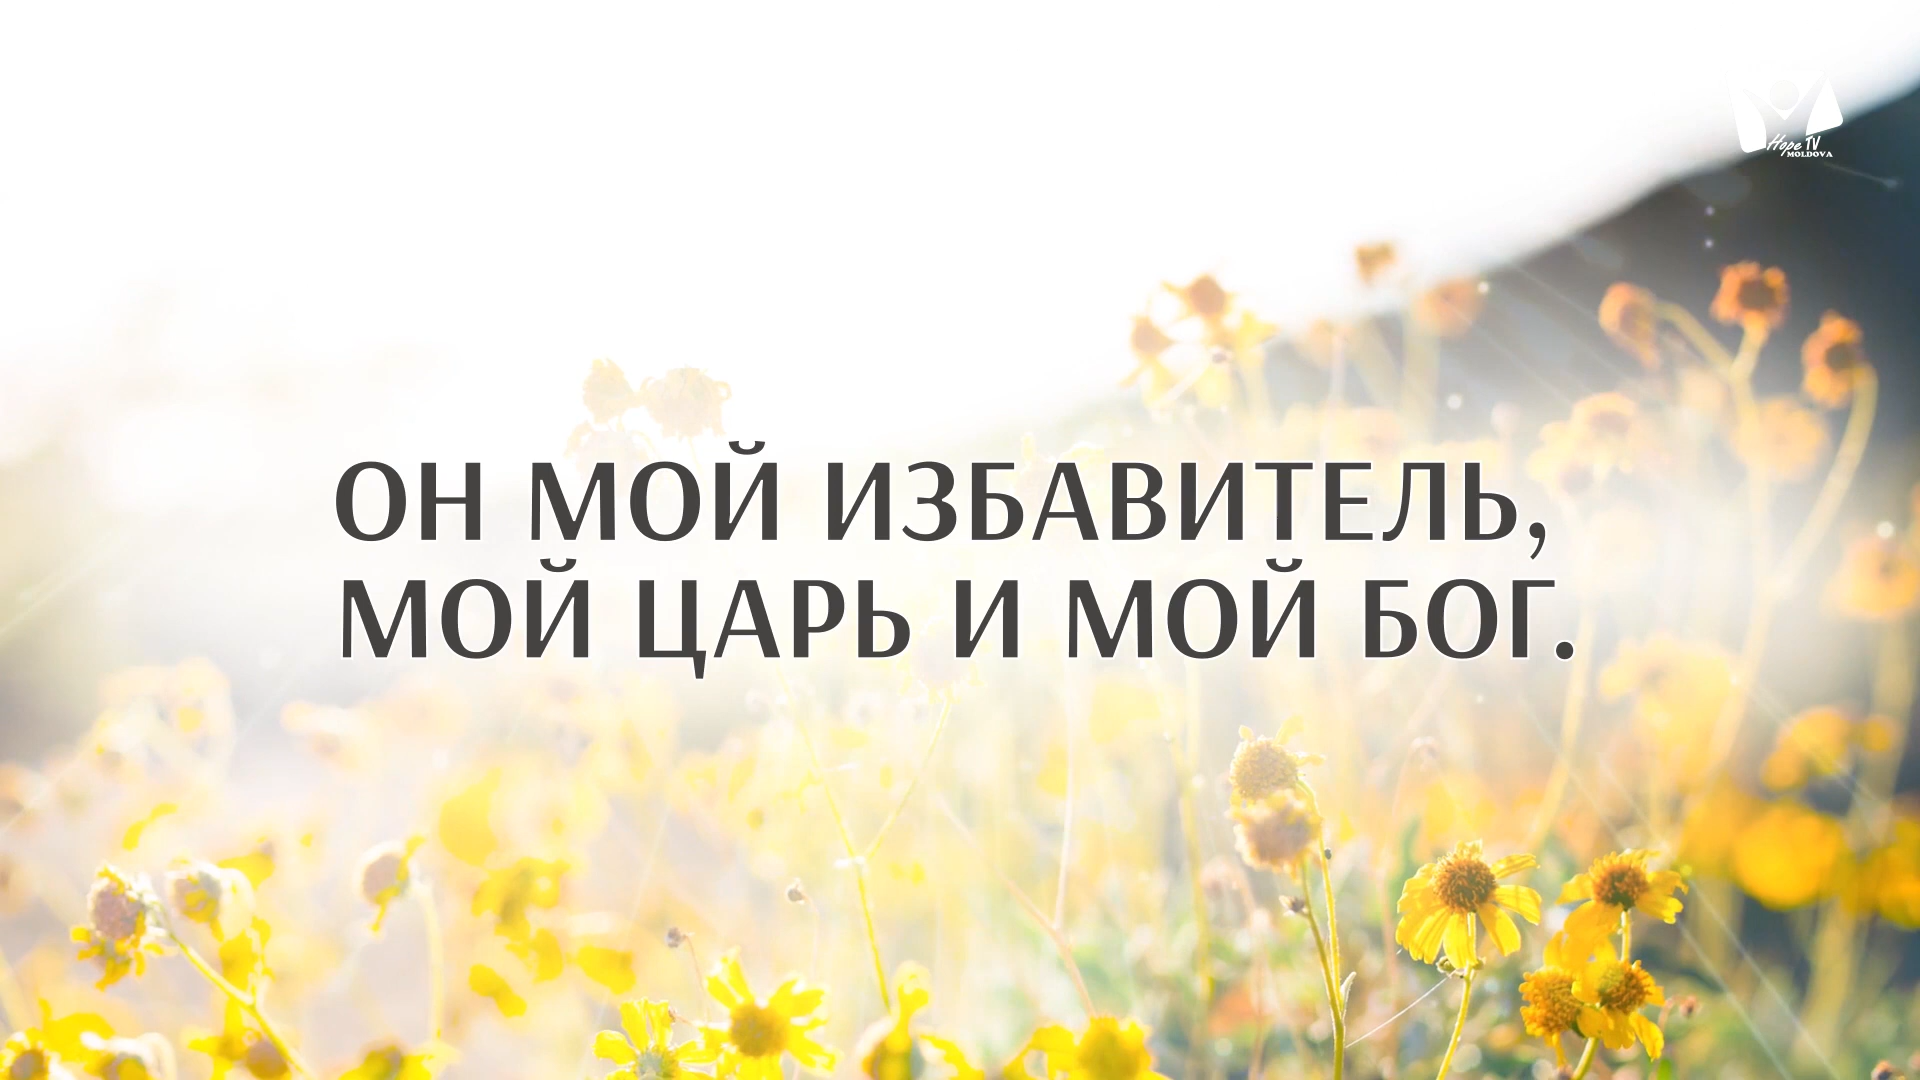 Hope TV
MOLDOVA
ОН МОЙ ИЗБАВИТЕЛЬ,
МОЙ ЦАРЬ И МОЙ БОГ.